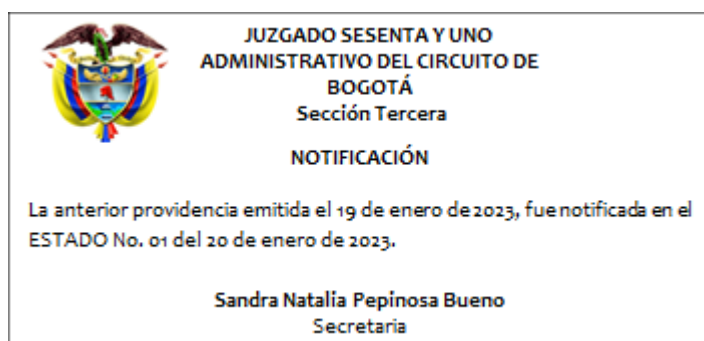 JUZGADO SESENTA Y UNO
ADMINISTRATIVO DEL CIRCUITO DE
BOGOTÁ
Sección Tercera
NOTIFICACIÓN
La anterior providencia emitida el 19 de enero de 2023, fue notificada en el
ESTADO No. 01 del 20 de enero de 2023.
Sandra Natalia Pepinosa Bueno
Secretaria